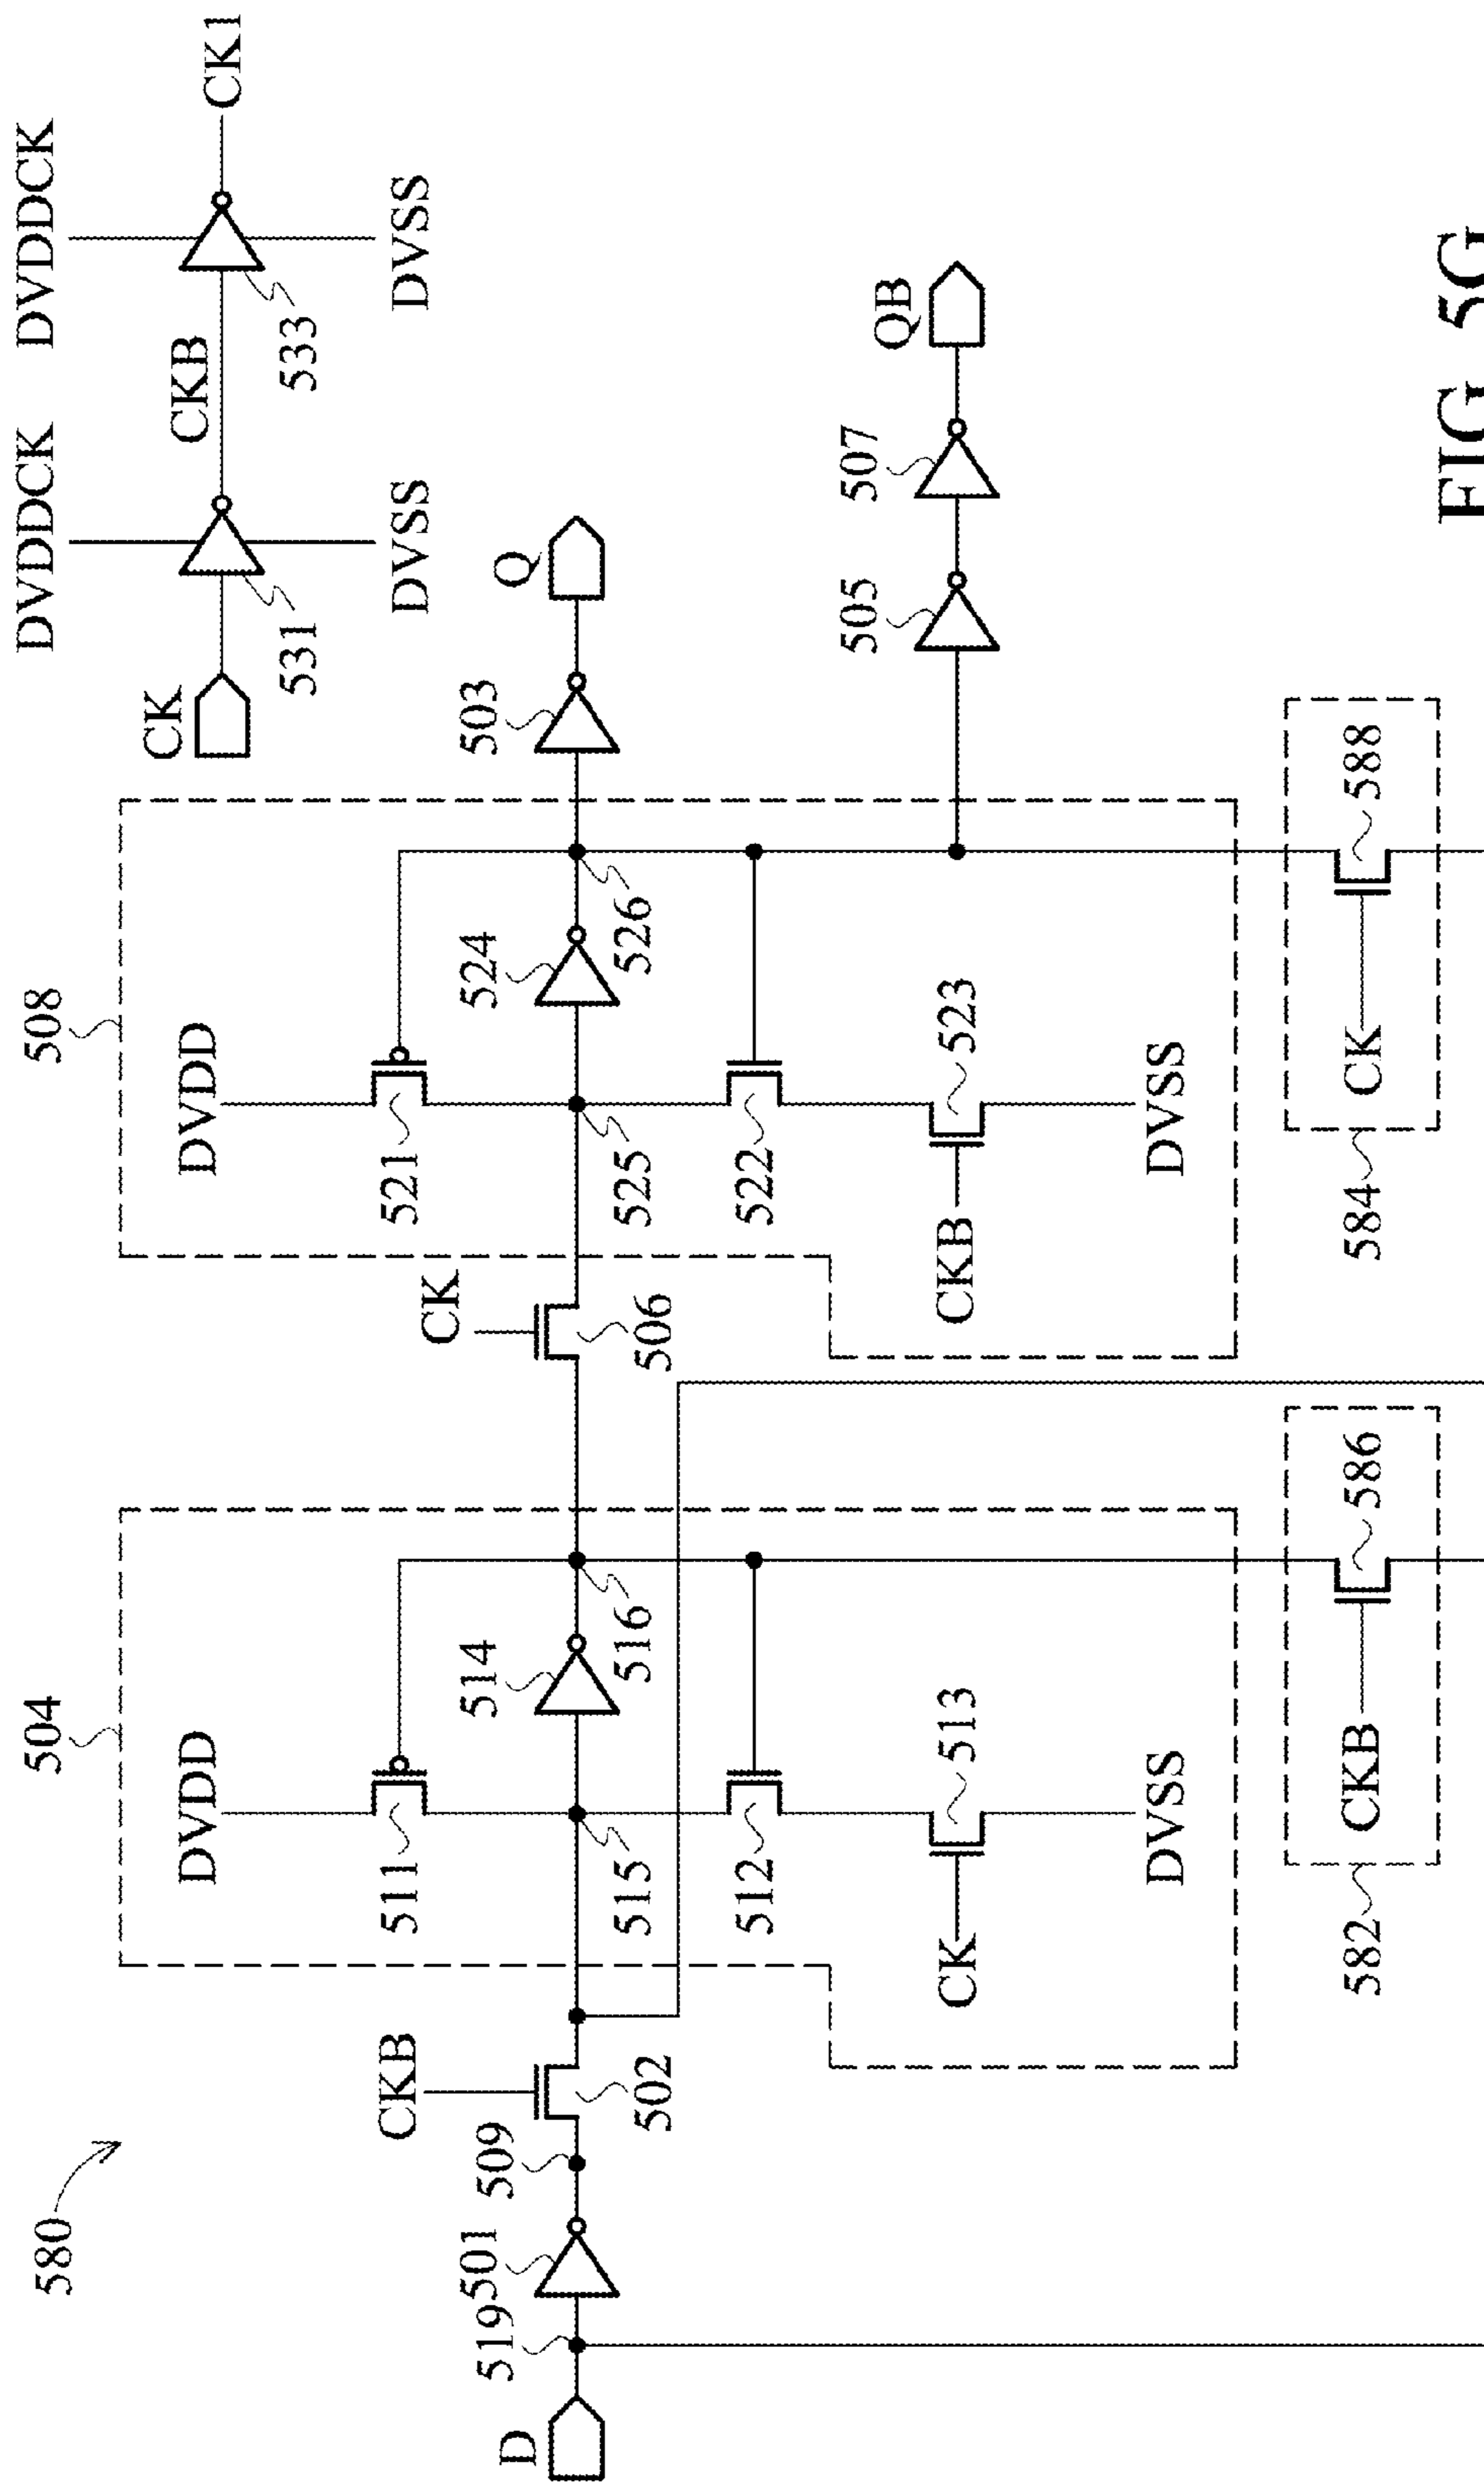 580
504
508
DVDDCK
DVDDCK
CK
CKB
CK1
531
533
DVSS
DVSS
DVDD
DVDD
CKB
CK
511
521
D
519
501
509
514
524
503
Q
502
515
516
506
525
526
512
522
505
507
QB
CK
513
CKB
523
DVSS
DVSS
582
CKB
586
584
CK
588
FIG. 5G